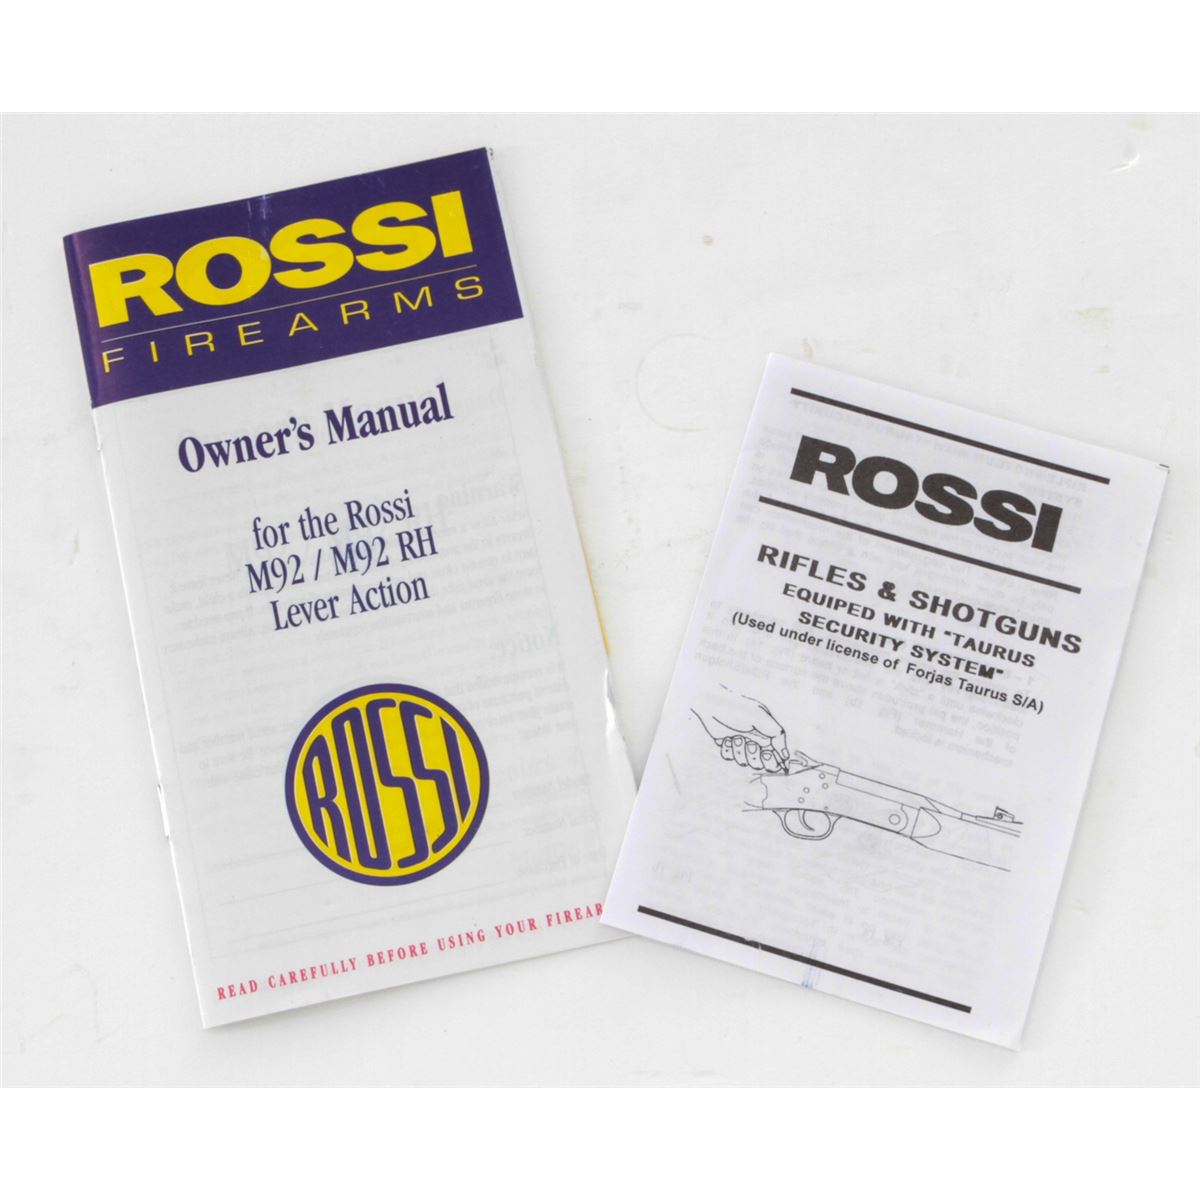 ROSSI
FIREARMS
Owner's Manual
for the Rossi
M92 / M92 RH
Lever Action
ROSSI
READ CAREFULLY BEFORE USING YOUR FIREAR
ROSSI
RIFLES & SHOTGUNS
EQUIPED WITH "TAURUS
SECURITY SYSTEM"
(Used under license of Forjas Taurus S/A)